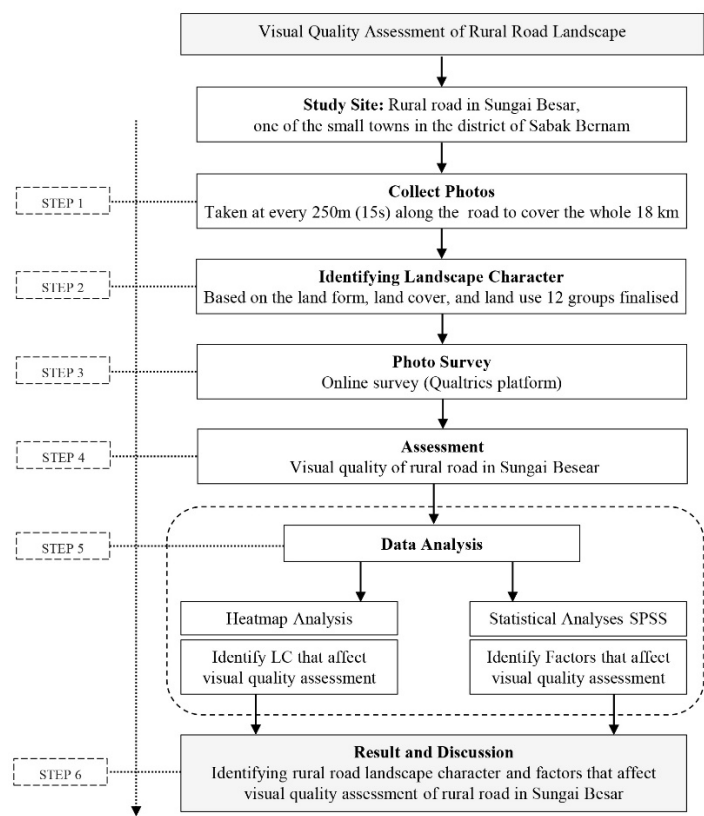 Visual Quality Assessment of Rural Road Landscape
Study Site: Rural road in Sungai Besar,
one of the small towns in the district of Sabak Bernam
STEP 1
Collect Photos
Taken at every 250m (15s) along the road to cover the whole 18 km
STEP 2
Identifying Landscape Character
Based on the land form, land cover, and land use 12 groups finalised
STEP 3
Photo Survey
Online survey (Qualtrics platform)
STEP 4
Assessment
Visual quality of rural road in Sungai Besear
STEP 5
Data Analysis
Heatmap Analysis
Identify LC that affect
visual quality assessment
Statistical Analyses SPSS
Identify Factors that affect
visual quality assessment
STEP 6
Result and Discussion
Identifying rural road landscape character and factors that affect
visual quality assessment of rural road in Sungai Besar